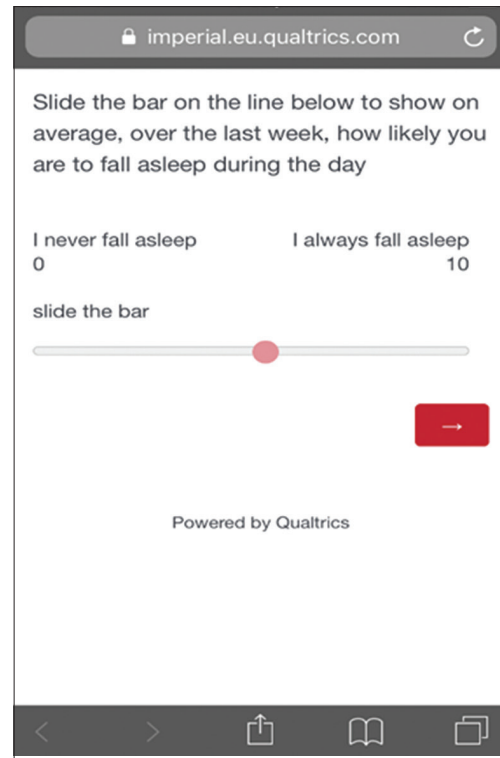 imperial.eu.qualtrics.com
Slide the bar on the line below to show on
average, over the last week, how likely you
are to fall asleep during the day
I never fall asleep I always fall asleep
0 10
slide the bar
→
Powered by Qualtrics